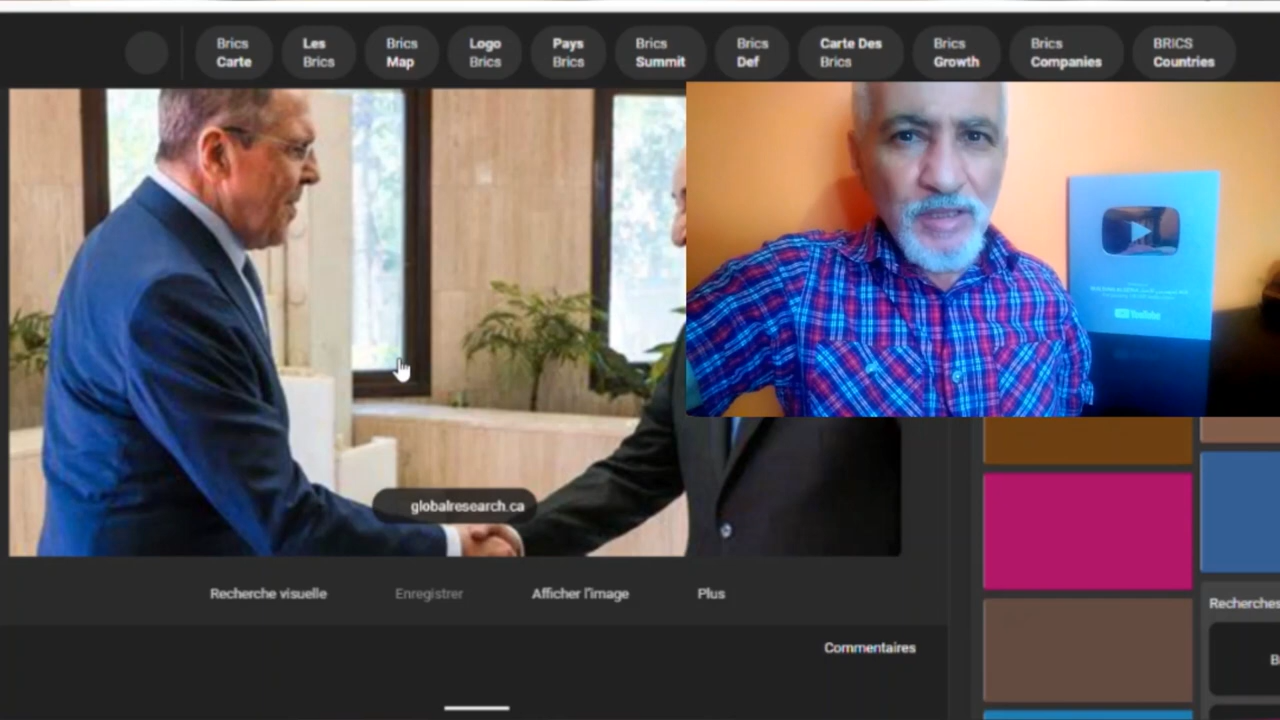 Brics
Carte
Les
Brics
Brics
Map
Logo
Brics
Pays
Brics
Brics
Summit
Brics
Def
Carte Des
Brics
Brics
Growth
Brics
Companies
BRICS
Countries
YouTube
globalresearch.ca
Recherche visuelle
Enregistrer
Afficher l'image
Plus
Recherches
Commentaires
B